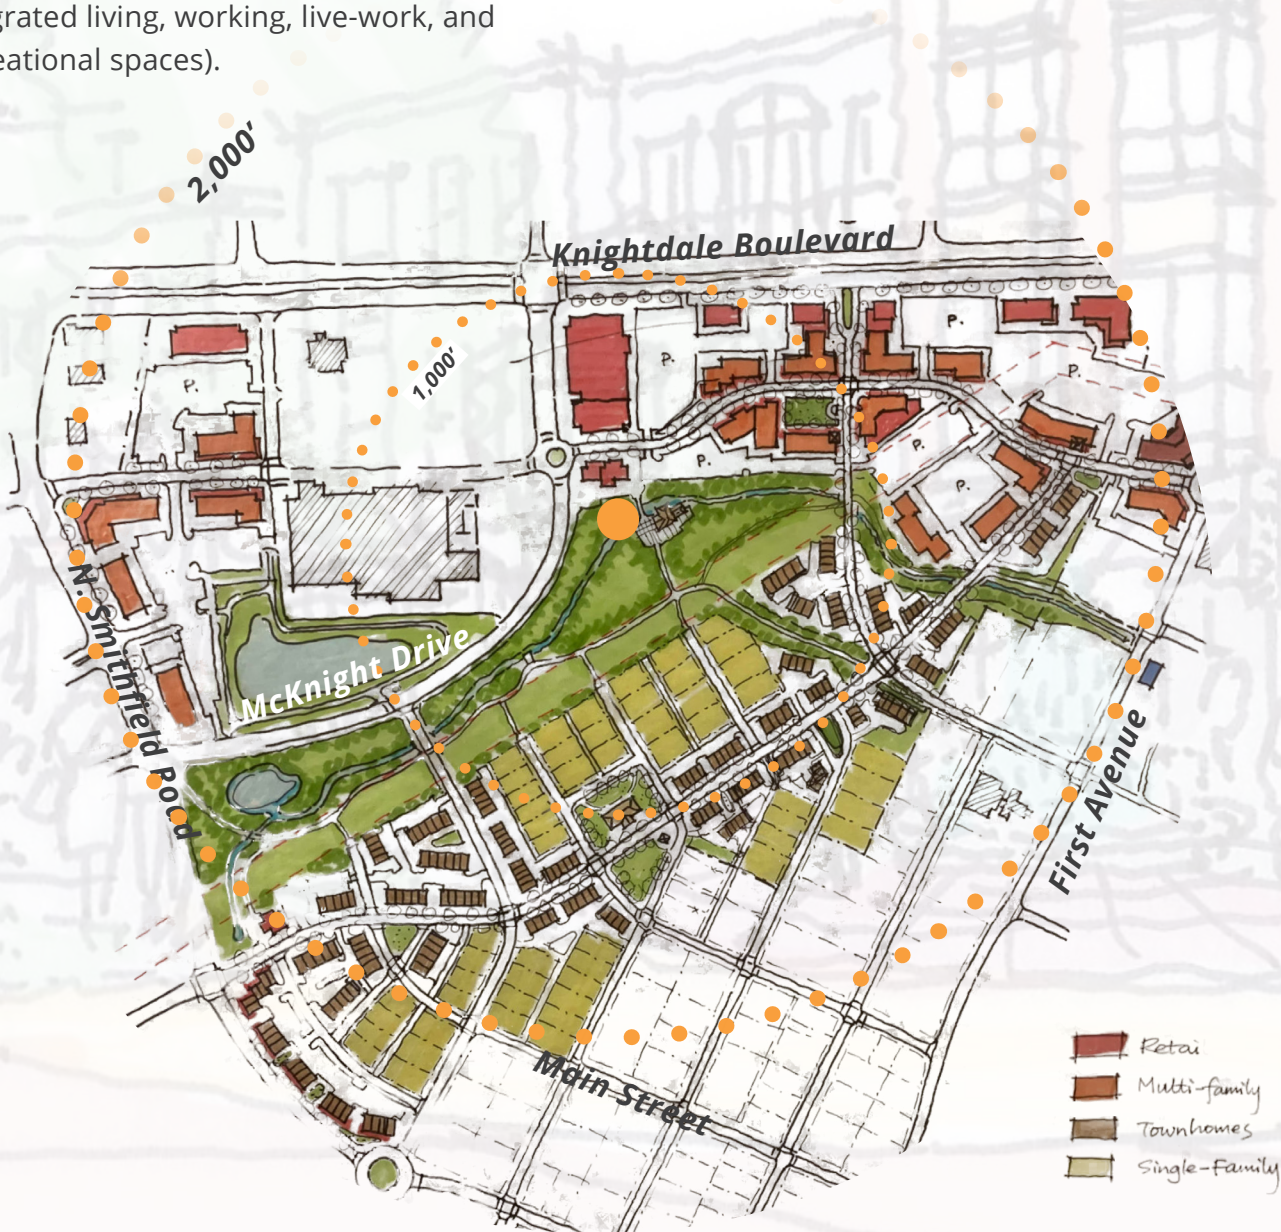 grated living, working, live-work, and
eational spaces).
2,000'
Knightdale Boulevard
1,000'
P.
P.
P.
P.
P.
P.
P.
McKnight Drive
N. Smithfield Road
First Avenue
Main Street
Retai
Multi-family
Townhomes
Single-Family